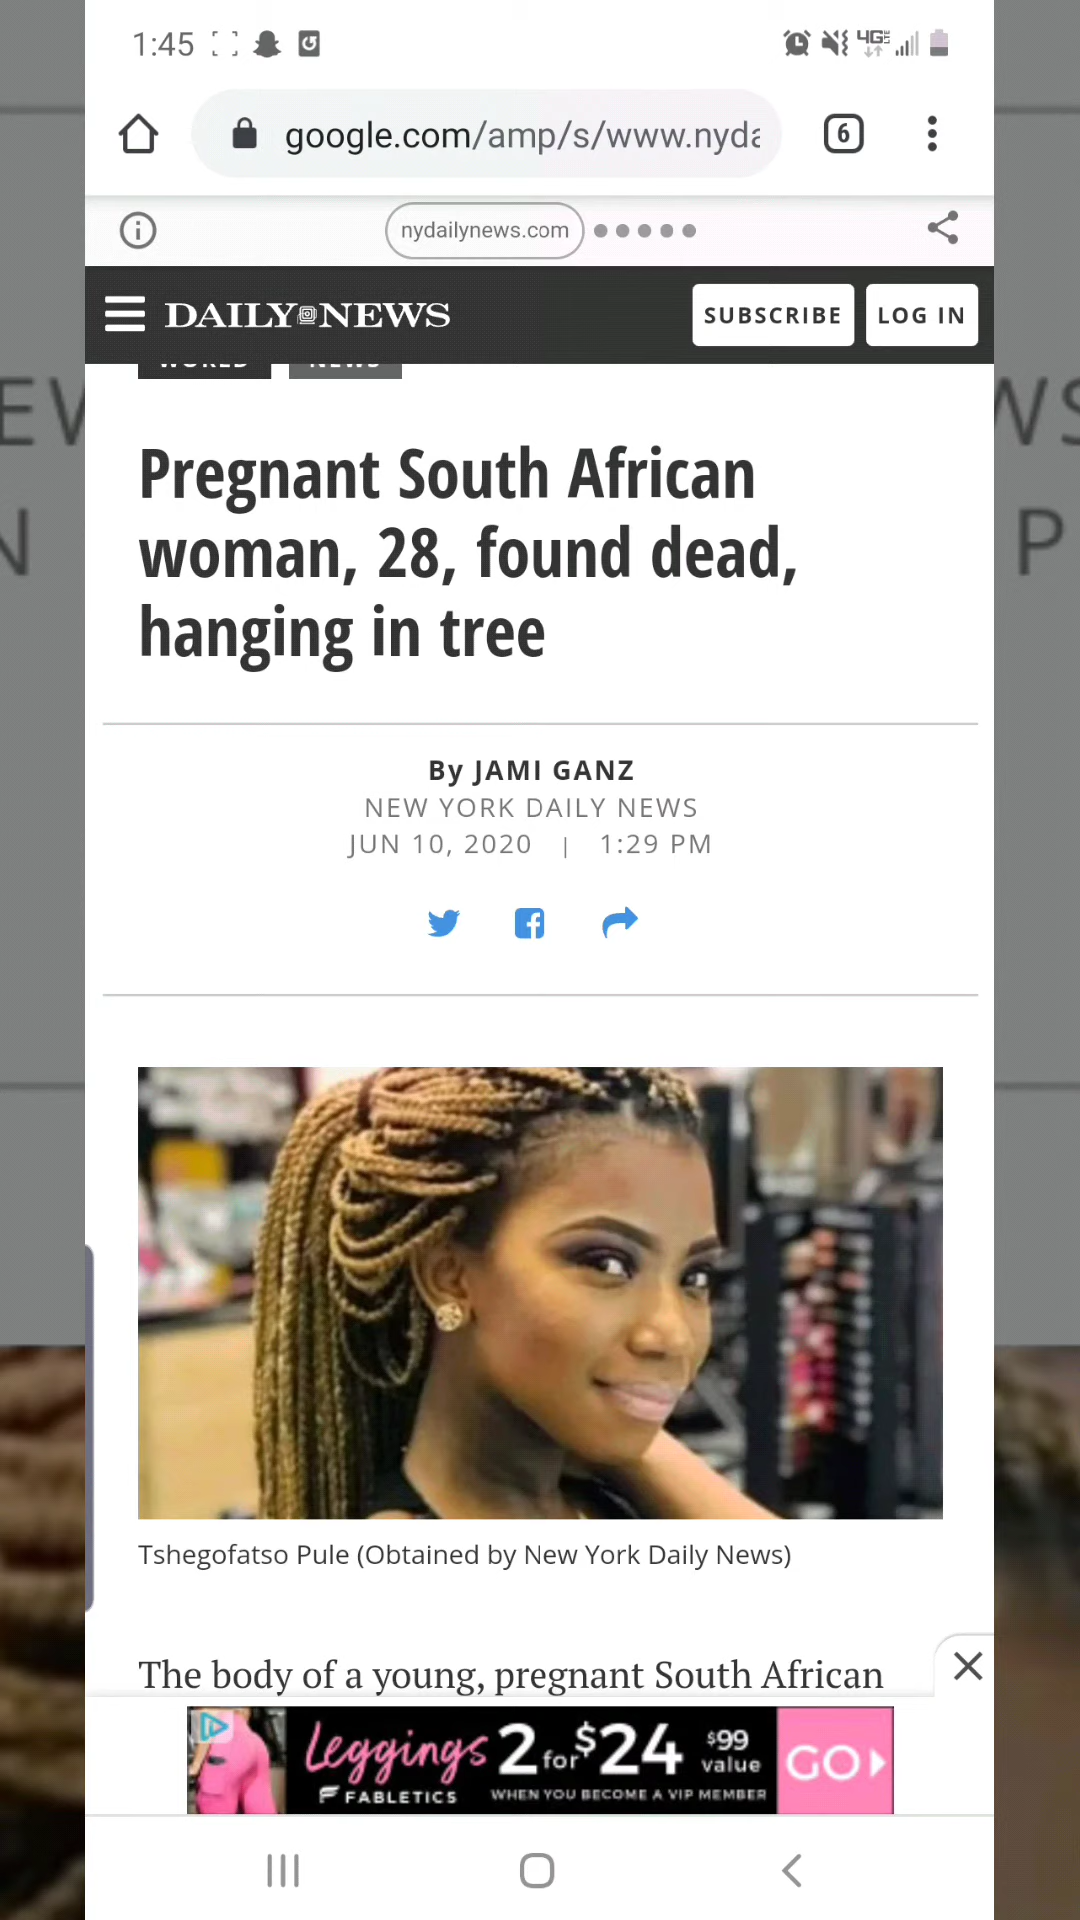 1:45
4G
google.com/amp/s/www.nyda
6
nydailynews.com
DAILY NEWS
SUBSCRIBE
LOG IN
WORLD
NEWS
Pregnant South African
woman, 28, found dead,
hanging in tree
By JAMI GANZ
NEW YORK DAILY NEWS
JUN 10, 2020 | 1:29 PM
Tshegofatso Pule (Obtained by New York Daily News)
The body of a young, pregnant South African
Leggings 2 for $24 $99 value
FABLETICS WHEN YOU BECOME A VIP MEMBER
GO